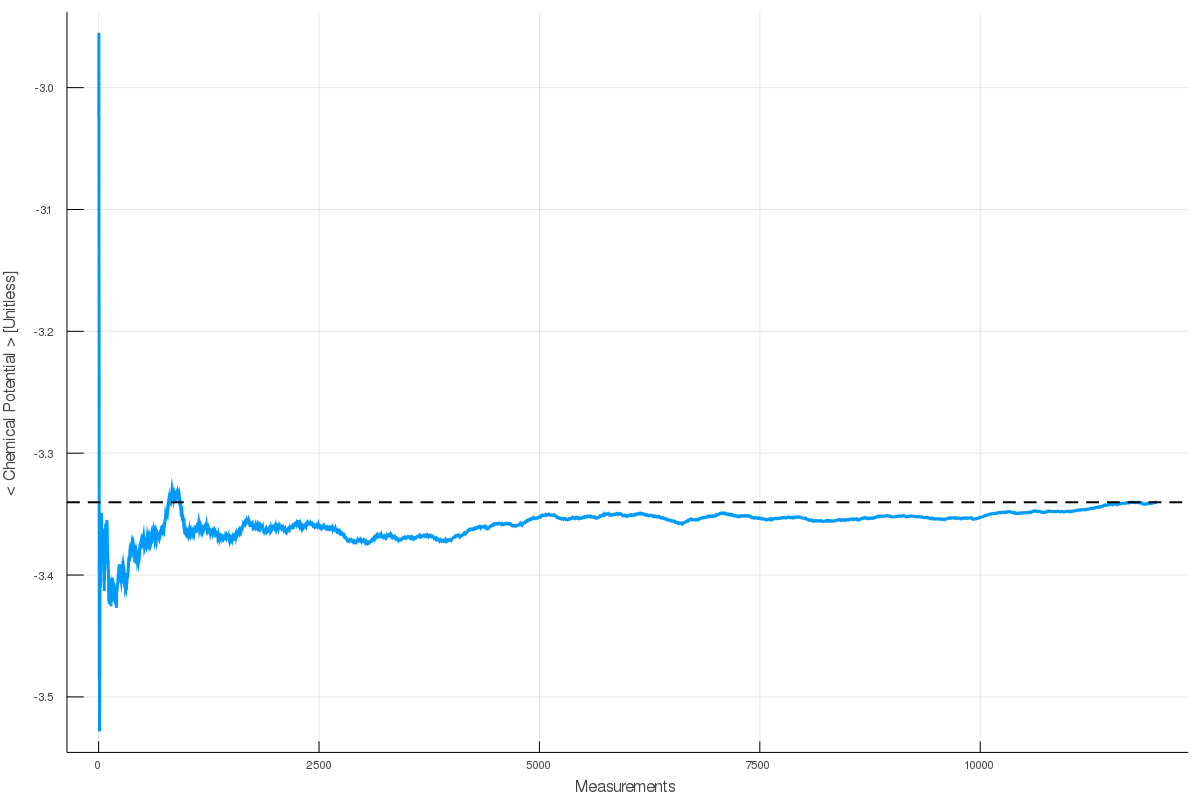 -3.0
-3.1
-3.2
-3.3
-3.4
-3.5
< Chemical Potential > [Unitless]
0 2500 5000 7500 10000
Measurements